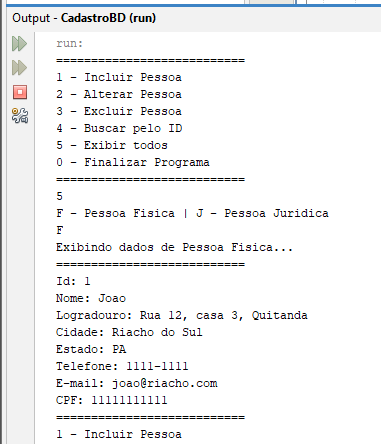 Output - CadastroBD (run)
run:
===========================
1 - Incluir Pessoa
2 - Alterar Pessoa
3 - Excluir Pessoa
4 - Buscar pelo ID
5 - Exibir todos
0 - Finalizar Programa
===========================
5
F - Pessoa Fisica | J - Pessoa Juridica
F
Exibindo dados de Pessoa Fisica...
===========================
Id: 1
Nome: Joao
Logradouro: Rua 12, casa 3, Quitanda
Cidade: Riacho do Sul
Estado: PA
Telefone: 1111-1111
E-mail: joao@riacho.com
CPF: 11111111111
===========================
1 - Incluir Pessoa